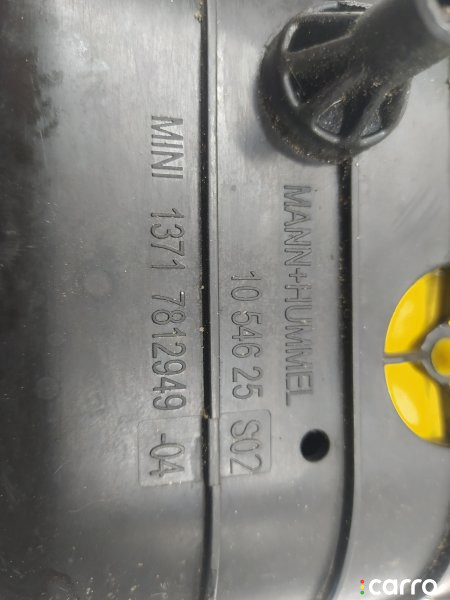 MANN+HUMMEL
10 546 25 S02
MINI 1371 7812949 -04
carro